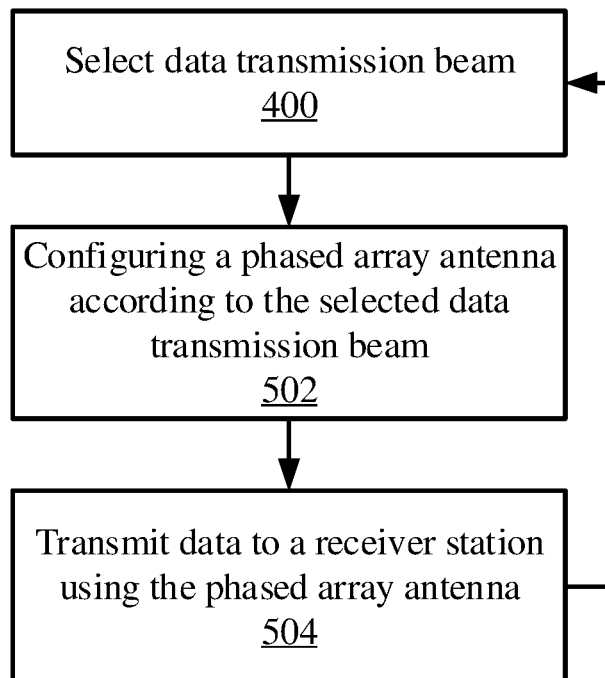 Select data transmission beam
400
Configuring a phased array antenna
according to the selected data
transmission beam
502
Transmit data to a receiver station
using the phased array antenna
504